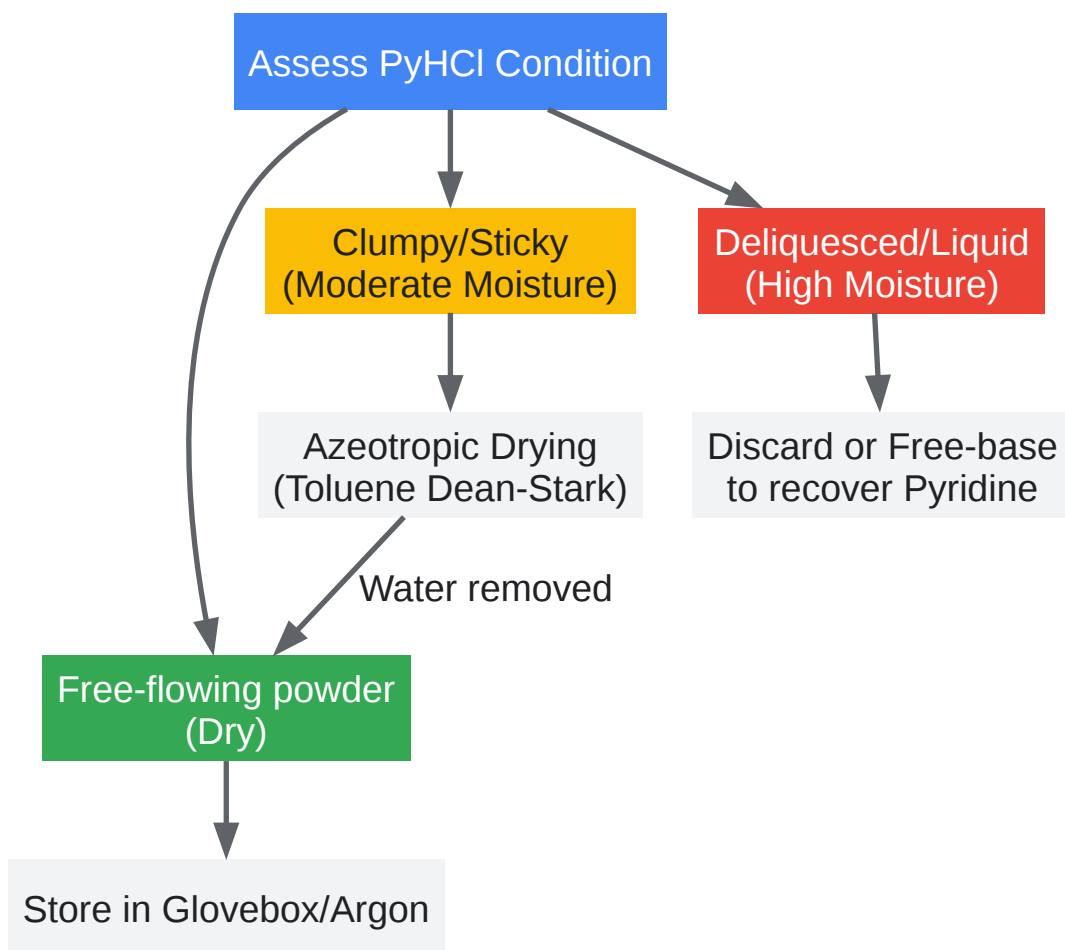 Assess PyHCl Condition
Clumpy/Sticky
(Moderate Moisture)
Deliquesced/Liquid
(High Moisture)
Azeotropic Drying
(Toluene Dean-Stark)
Discard or Free-base
to recover Pyridine
Water removed
Free-flowing powder
(Dry)
Store in Glovebox/Argon